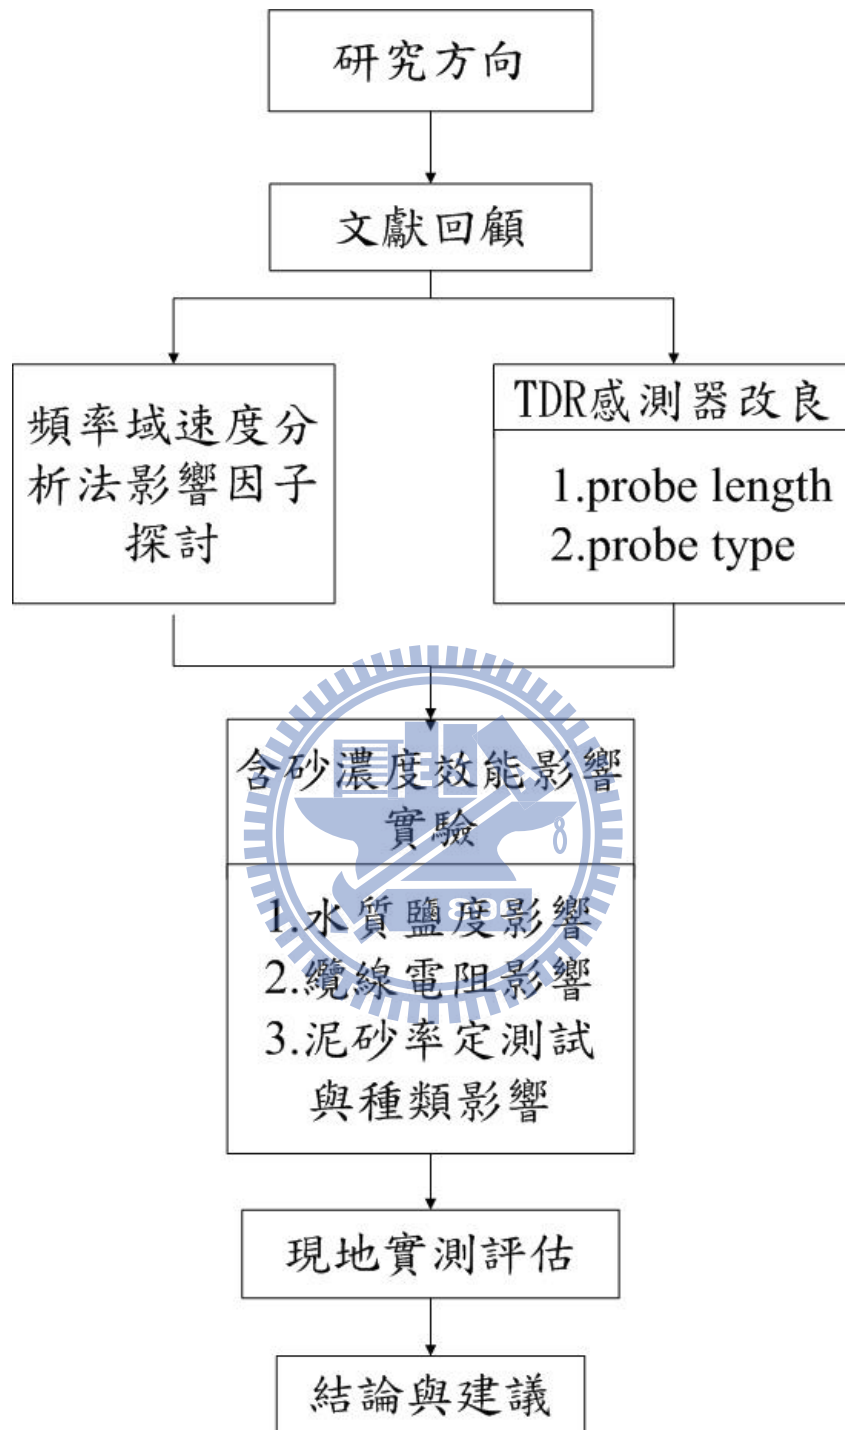 研究方向
文獻回顧
頻率域速度分
析法影響因子
探討
TDR感測器改良
1.probe length
2.probe type
含砂濃度效能影響
實驗
1.水質鹽度影響
2.纜線電阻影響
3.泥砂率定測試
與種類影響
現地實測評估
結論與建議